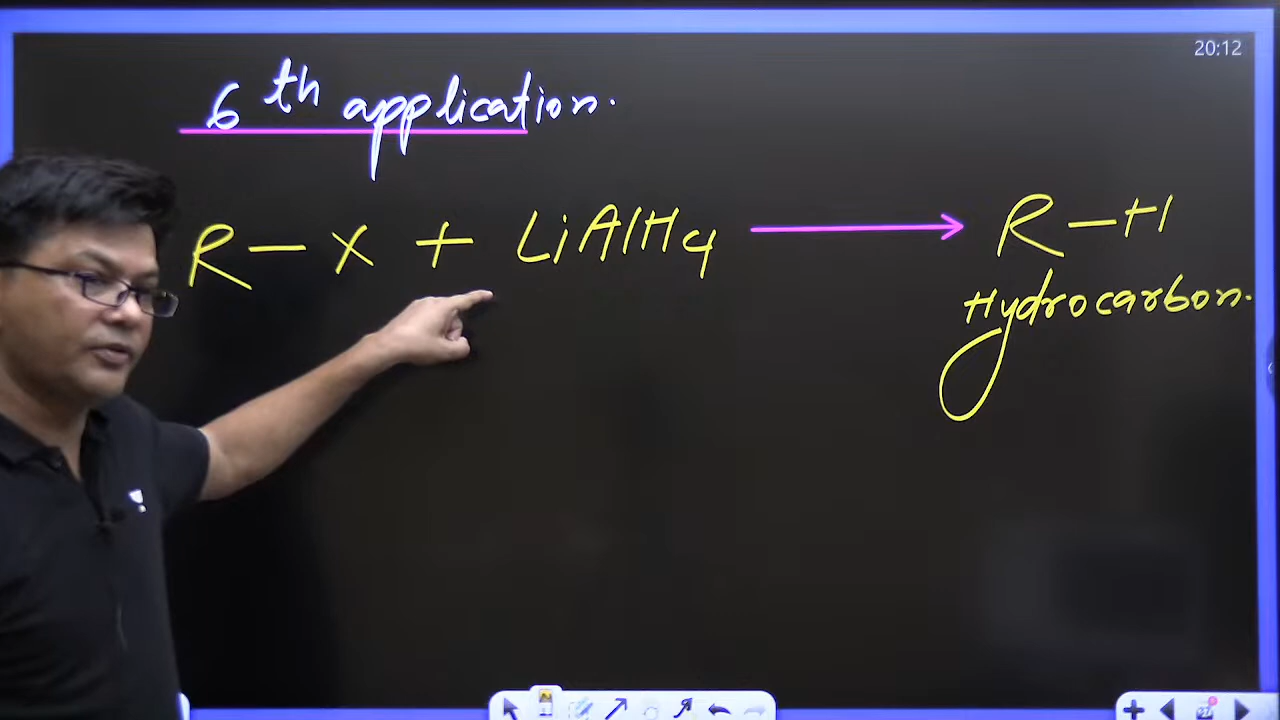 20:12
6th application.
R-X + LiAlH4 ⟶ R-H
Hydrocarbon.